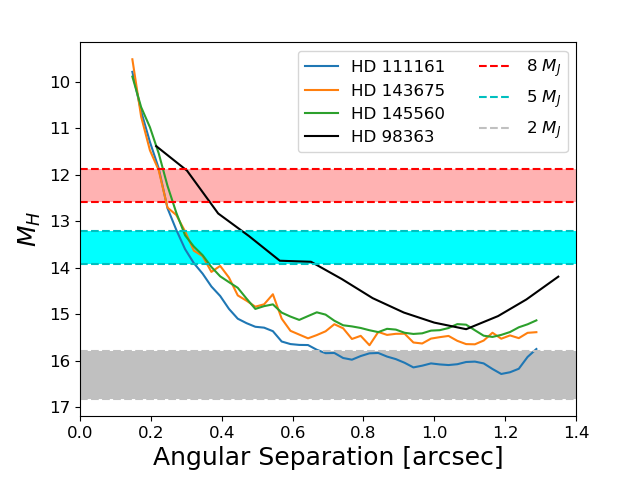 HD 111161
HD 143675
HD 145560
HD 98363
8 M_J
5 M_J
2 M_J
10
11
12
13
14
15
16
17
M_H
0.0 0.2 0.4 0.6 0.8 1.0 1.2 1.4
Angular Separation [arcsec]